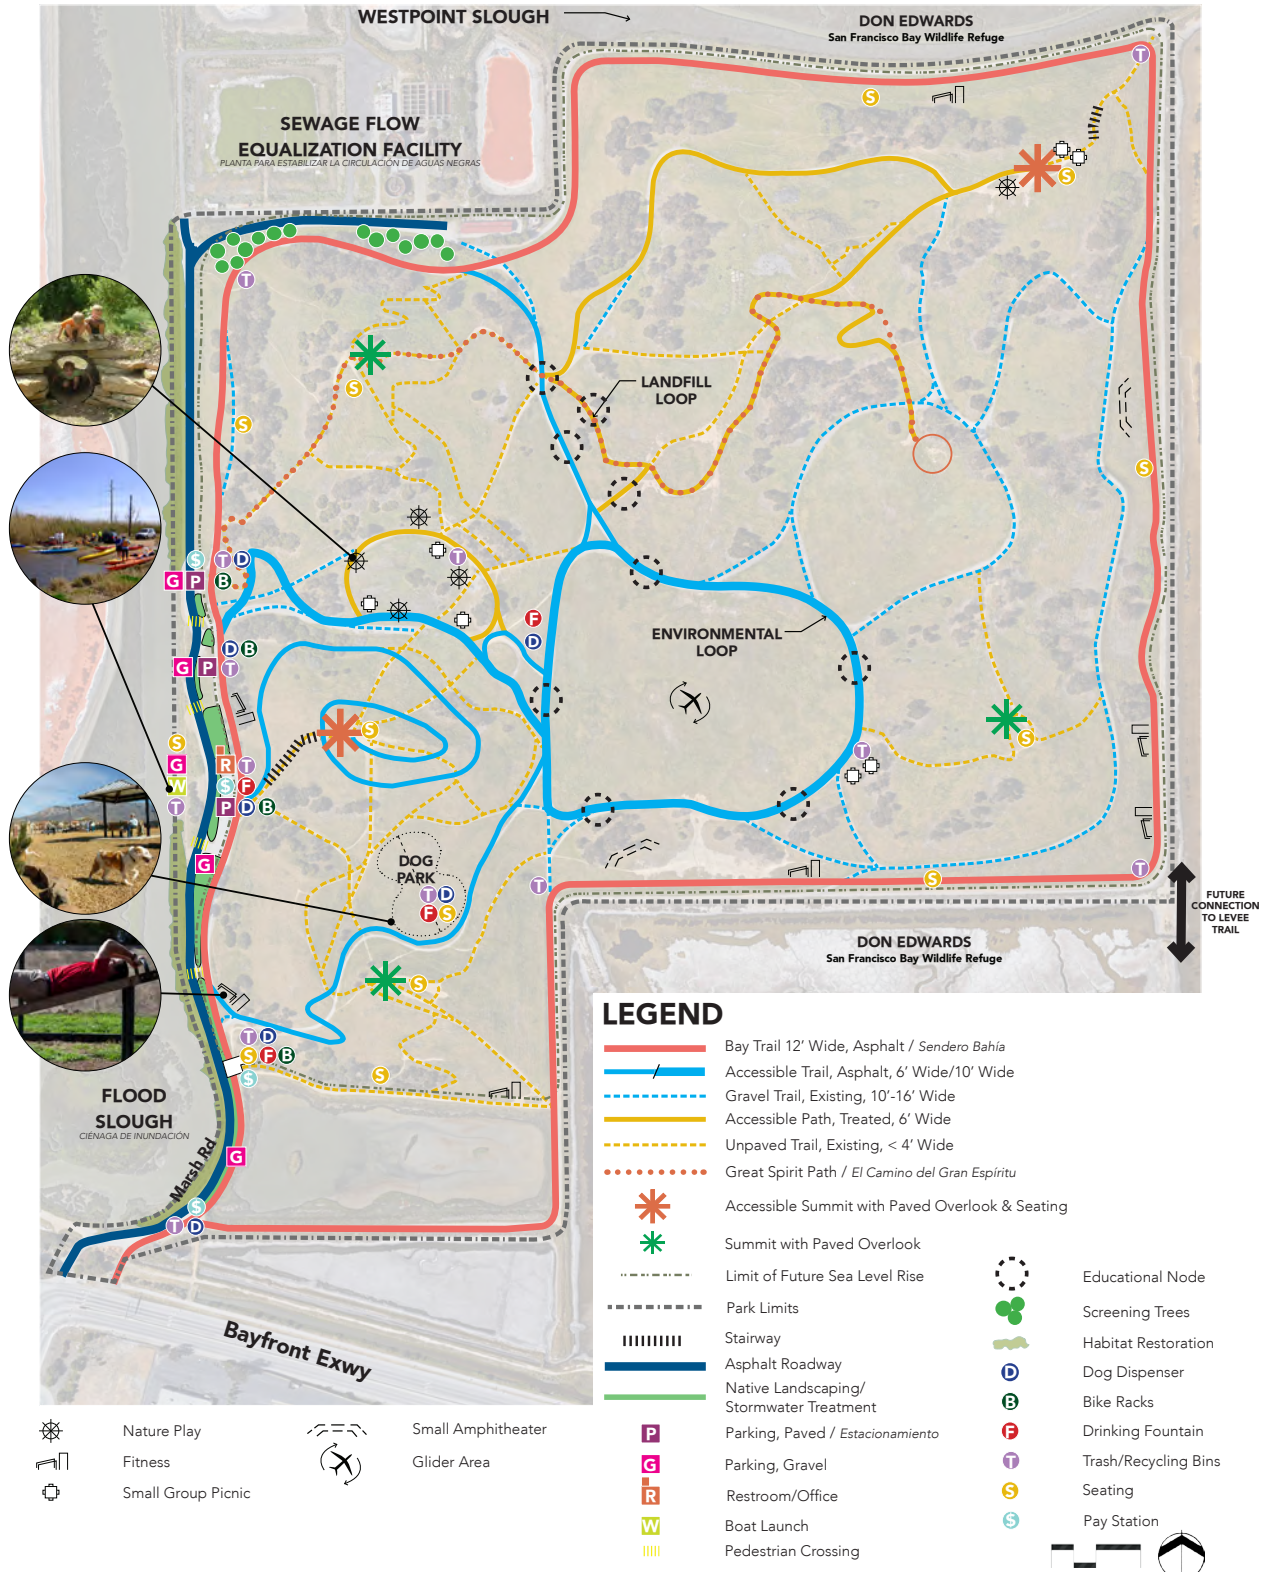 WESTPOINT SLOUGH
DON EDWARDS
San Francisco Bay Wildlife Refuge
T
S
SEWAGE FLOW
EQUALIZATION FACILITY
PLANTA PARA ESTABILIZAR LA CIRCULACIÓN DE AGUAS NEGRAS
S
T
S
LANDFILL
LOOP
S
S
S T D
G P B
T
F
D
ENVIRONMENTAL
LOOP
D B
G P T
S
S
S
G R T
W S F
T P D B
T
G
DOG
PARK
T D
F S
T
S
T
FUTURE
CONNECTION
TO LEVEE
TRAIL
DON EDWARDS
San Francisco Bay Wildlife Refuge
S
T D
S F B
S
S
FLOOD
SLOUGH
CIÉNAGA DE INUNDACIÓN
Marsh Rd
G
S
T D
Bayfront Exwy
LEGEND
Bay Trail 12' Wide, Asphalt / Sendero Bahía
Accessible Trail, Asphalt, 6' Wide/10' Wide
Gravel Trail, Existing, 10'-16' Wide
Accessible Path, Treated, 6' Wide
Unpaved Trail, Existing, < 4' Wide
Great Spirit Path / El Camino del Gran Espíritu
Accessible Summit with Paved Overlook & Seating
Summit with Paved Overlook
Limit of Future Sea Level Rise
Park Limits
Stairway
Asphalt Roadway
Native Landscaping/
Stormwater Treatment
P Parking, Paved / Estacionamiento
G Parking, Gravel
R Restroom/Office
W Boat Launch
Pedestrian Crossing
Educational Node
Screening Trees
Habitat Restoration
D Dog Dispenser
B Bike Racks
F Drinking Fountain
T Trash/Recycling Bins
S Seating
$ Pay Station
Nature Play
Fitness
Small Group Picnic
Small Amphitheater
Glider Area